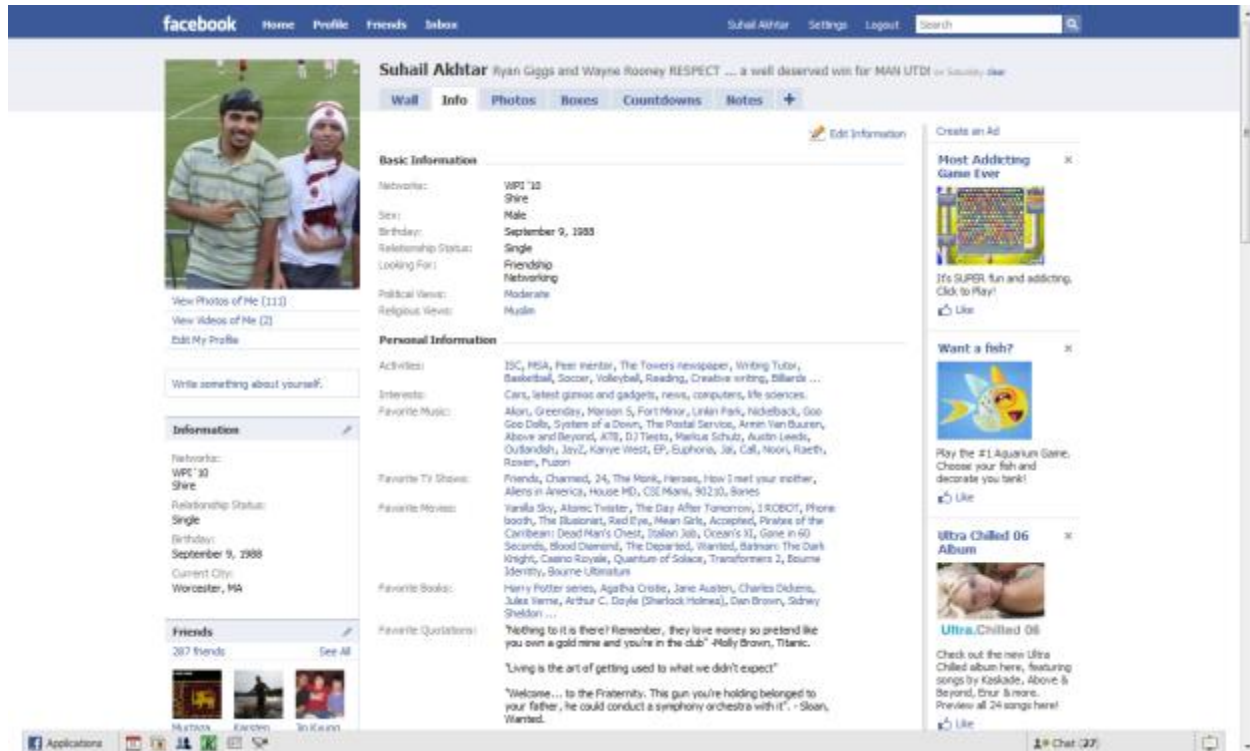 facebook Home Profile Friends Inbox Suhail Akhtar Settings Logout Search
Suhail Akhtar Ryan Giggs and Wayne Rooney RESPECT ... a well deserved win for MAN UTD! on Saturday clear
Wall Info Photos Boxes Countdowns Notes +
Edit Information
Basic Information
Networks: WPI '10
Shire
Sex: Male
Birthday: September 9, 1988
Relationship Status: Single
Looking For: Friendship
Networking
Political Views: Moderate
Religious Views: Muslim
Personal Information
Activities: ISC, MSA, Peer mentor, The Towers newspaper, Writing Tutor,
Basketball, Soccer, Volleyball, Reading, Creative writing, Billiards ...
Interests: Cars, latest gizmos and gadgets, news, computers, life sciences.
Favorite Music: Akon, Greenday, Maroon 5, Fort Minor, Linkin Park, Nickelback, Goo
Goo Dolls, System of a Down, The Postal Service, Armin Van Buuren,
Above and Beyond, ATB, DJ Tiesto, Markus Schulz, Austin Leeds,
Outlandish, JayZ, Kanye West, EP, Euphoria, Jal, Call, Noori, Raeth,
Roxen, Fuzon
Favorite TV Shows: Friends, Charmed, 24, The Monk, Heroes, How I met your mother,
Aliens in America, House MD, CSI Miami, 90210, Bones
Favorite Movies: Vanilla Sky, Atomic Twister, The Day After Tomorrow, I ROBOT, Phone
booth, The Illusionist, Red Eye, Mean Girls, Accepted, Pirates of the
Carribean: Dead Man's Chest, Italian Job, Ocean's XI, Gone in 60
Seconds, Blood Diamond, The Departed, Wanted, Batman: The Dark
Knight, Casino Royale, Quantum of Solace, Transformers 2, Bourne
Identity, Bourne Ultimatum
Favorite Books: Harry Potter series, Agatha Cristie, Jane Austen, Charles Dickens,
Jules Verne, Arthur C. Doyle (Sherlock Holmes), Dan Brown, Sidney
Sheldon ...
Favorite Quotations: "Nothing to it is there? Remember, they love money so pretend like
you own a gold mine and you're in the club" -Molly Brown, Titanic.
"Living is the art of getting used to what we didn't expect"
"Welcome... to the Fraternity. This gun you're holding belonged to
your father, he could conduct a symphony orchestra with it". - Sloan,
Wanted.
View Photos of Me (111)
View Videos of Me (2)
Edit My Profile
Write something about yourself.
Information
Networks:
WPI '10
Shire
Relationship Status:
Single
Birthday:
September 9, 1988
Current City:
Worcester, MA
Friends
287 friends See All
Murtaza Karsten Jin Kyung
Create an Ad
Most Addicting
Game Ever
It's SUPER fun and addicting.
Click to Play!
Like
Want a fish?
Play the #1 Aquarium Game.
Choose your fish and
decorate you tank!
Like
Ultra Chilled 06
Album
Ultra.Chilled 06
Check out the new Ultra
Chilled album here, featuring
songs by Kaskade, Above &
Beyond, Enur & more.
Preview all 24 songs here!
Like
Applications
Chat (27)